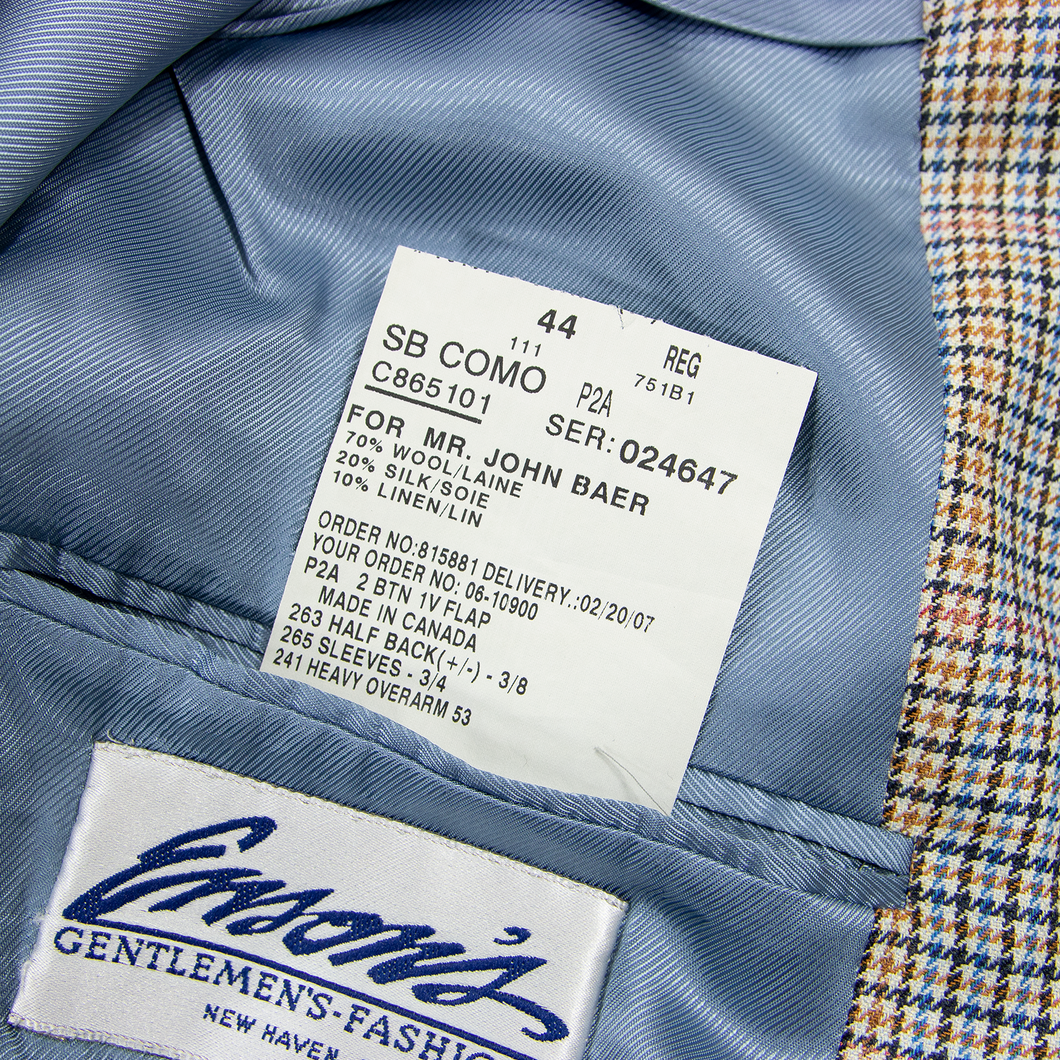 44 REG
111 751B1
SB COMO P2A
C865101 SER: 024647
FOR MR. JOHN BAER
70% WOOL/LAINE
20% SILK/SOIE
10% LINEN/LIN
ORDER NO:815881 DELIVERY.:02/20/07
YOUR ORDER NO: 06-10900
P2A 2 BTN 1V FLAP
MADE IN CANADA
263 HALF BACK(+/-) - 3/8
265 SLEEVES - 3/4
241 HEAVY OVERARM 53
Enson's
GENTLEMEN'S-FASHIO
NEW HAVEN